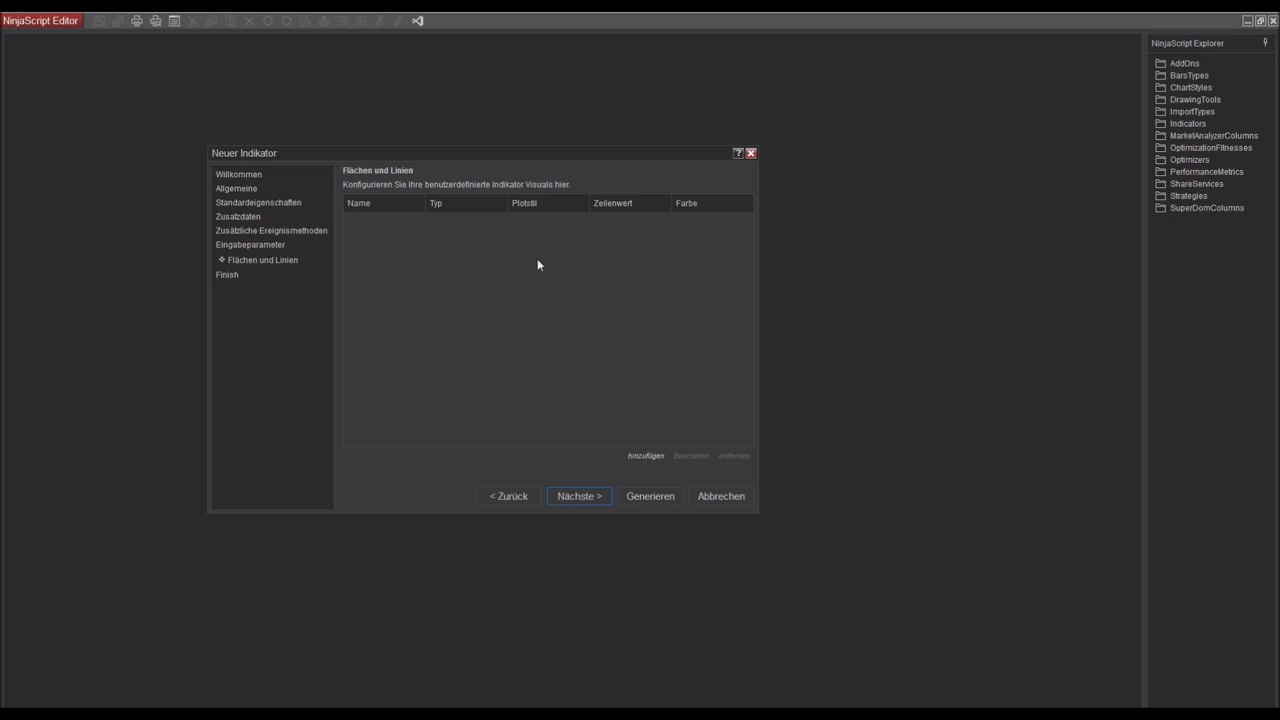 NinjaScript Editor
NinjaScript Explorer
AddOns
BarsTypes
ChartStyles
DrawingTools
ImportTypes
Indicators
MarketAnalyzerColumns
OptimizationFitnesses
Optimizers
PerformanceMetrics
ShareServices
Strategies
SuperDomColumns
Neuer Indikator
?
Willkommen
Allgemeine
Standardeigenschaften
Zusatzdaten
Zusätzliche Ereignismethoden
Eingabeparameter
Flächen und Linien
Finish
Flächen und Linien
Konfigurieren Sie Ihre benutzerdefinierte Indikator Visuals hier.
Name Typ Plotstil Zeilenwert Farbe
hinzufügen Bearbeiten entfernen
< Zurück Nächste > Generieren Abbrechen